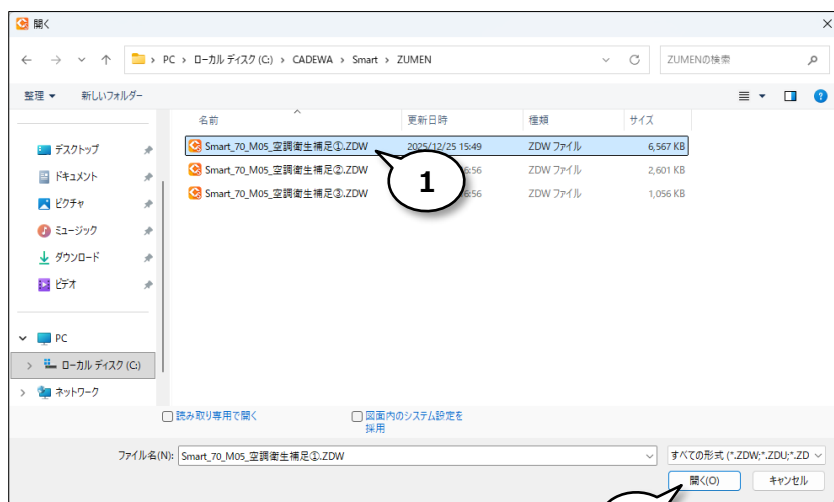 開く
PC › ローカル ディスク (C:) › CADEWA › Smart › ZUMEN
ZUMENの検索
整理 新しいフォルダー
名前 更新日時 種類 サイズ
Smart_70_M05_空調衛生補足①.ZDW 2025/12/25 15:49 ZDW ファイル 6,567 KB
Smart_70_M05_空調衛生補足②.ZDW 6:56 ZDW ファイル 2,601 KB
Smart_70_M05_空調衛生補足③.ZDW 6:56 ZDW ファイル 1,056 KB
1
デスクトップ
ドキュメント
ピクチャ
ミュージック
ダウンロード
ビデオ
PC
ローカル ディスク (C:)
ネットワーク
読み取り専用で開く
図面内のシステム設定を
採用
ファイル名(N): Smart_70_M05_空調衛生補足①.ZDW
すべての形式 (*.ZDW;*.ZDU;*.ZD
開く(O) キャンセル